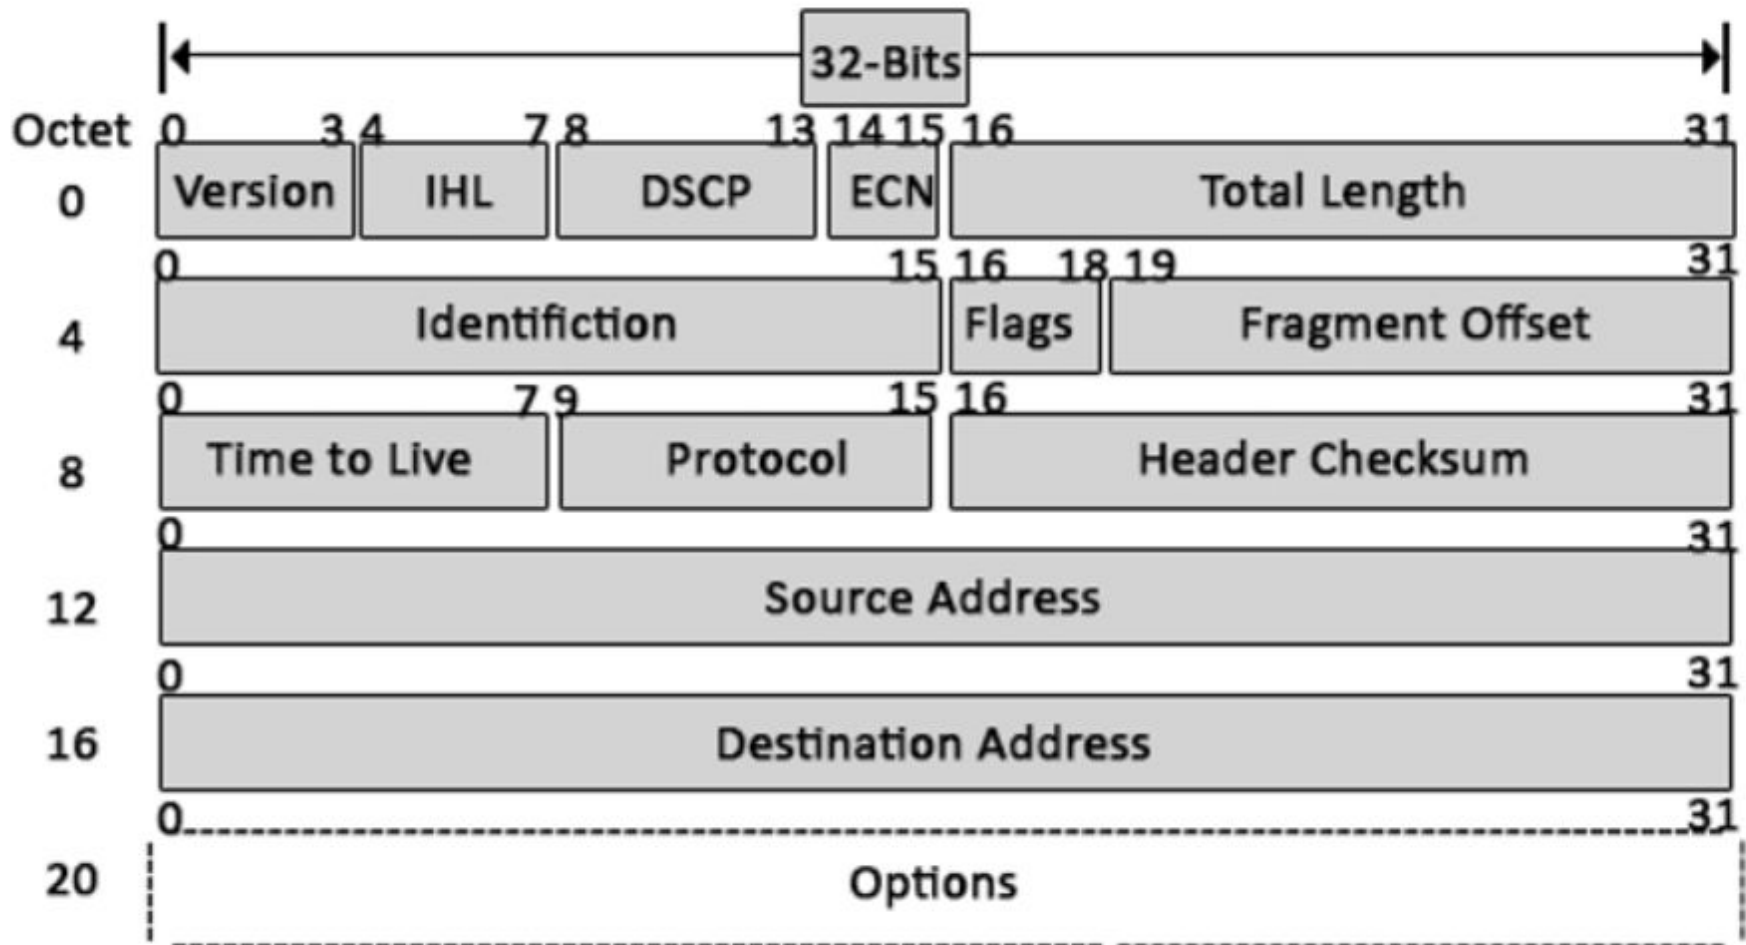 32-Bits
Octet 0 3 4 7 8 13 14 15 16 31
0 Version IHL DSCP ECN Total Length
0 15 16 18 19 31
4 Identifiction Flags Fragment Offset
0 7 9 15 16 31
8 Time to Live Protocol Header Checksum
0 31
12 Source Address
0 31
16 Destination Address
0 31
20 Options